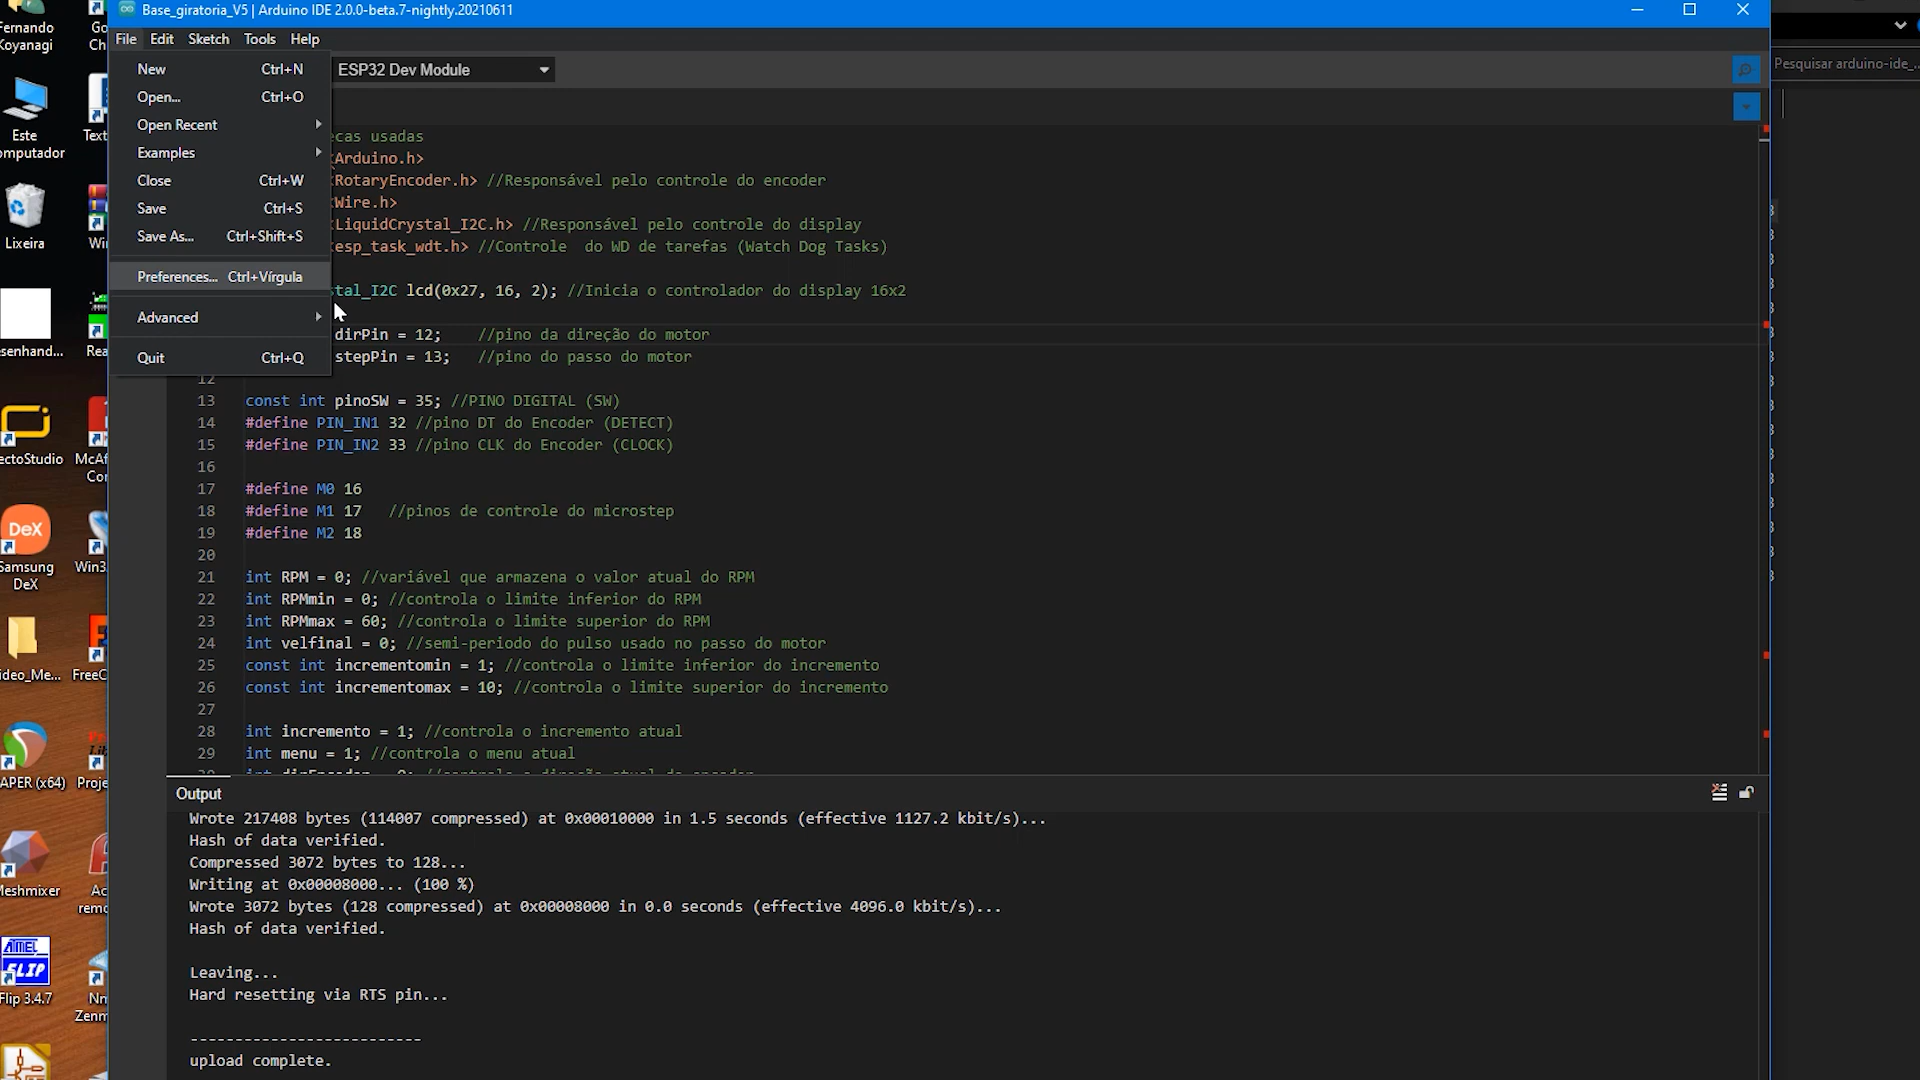 Base_giratoria_V5 | Arduino IDE 2.0.0-beta.7-nightly.20210611
File Edit Sketch Tools Help
New Ctrl+N
Open... Ctrl+O
Open Recent
Examples
Close Ctrl+W
Save Ctrl+S
Save As... Ctrl+Shift+S
Preferences... Ctrl+Vírgula
Advanced
Quit Ctrl+Q
ESP32 Dev Module
Pesquisar arduino-ide_...
ecas usadas
Arduino.h>
RotaryEncoder.h> //Responsável pelo controle do encoder
Wire.h>
LiquidCrystal_I2C.h> //Responsável pelo controle do display
esp_task_wdt.h> //Controle  do WD de tarefas (Watch Dog Tasks)
stal_I2C lcd(0x27, 16, 2); //Inicia o controlador do display 16x2
dirPin = 12;    //pino da direção do motor
stepPin = 13;   //pino do passo do motor
12
13 const int pinoSW = 35; //PINO DIGITAL (SW)
14 #define PIN_IN1 32 //pino DT do Encoder (DETECT)
15 #define PIN_IN2 33 //pino CLK do Encoder (CLOCK)
16
17 #define M0 16
18 #define M1 17   //pinos de controle do microstep
19 #define M2 18
20
21 int RPM = 0; //variável que armazena o valor atual do RPM
22 int RPMmin = 0; //controla o limite inferior do RPM
23 int RPMmax = 60; //controla o limite superior do RPM
24 int velfinal = 0; //semi-periodo do pulso usado no passo do motor
25 const int incrementomin = 1; //controla o limite inferior do incremento
26 const int incrementomax = 10; //controla o limite superior do incremento
27
28 int incremento = 1; //controla o incremento atual
29 int menu = 1; //controla o menu atual
Output
Wrote 217408 bytes (114007 compressed) at 0x00010000 in 1.5 seconds (effective 1127.2 kbit/s)...
Hash of data verified.
Compressed 3072 bytes to 128...
Writing at 0x00008000... (100 %)
Wrote 3072 bytes (128 compressed) at 0x00008000 in 0.0 seconds (effective 4096.0 kbit/s)...
Hash of data verified.
Leaving...
Hard resetting via RTS pin...
--------------------------
upload complete.
Fernando
Koyanagi
Este
omputador
Lixeira
esenhand...
ectoStudio
DeX
Samsung
DeX
ideo_Me...
APER (x64)
Meshmixer
ATMEL
FLIP
Flip 3.4.7
Go
Ch
Text
Wi
Rea
McAf
Cor
Win3
FreeC
Proje
Ac
remo
Nm
Zenm